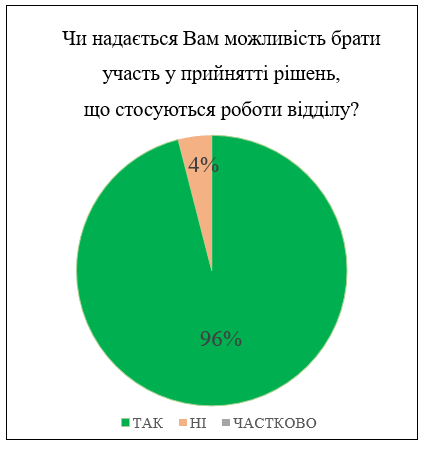 Чи надається Вам можливість брати
участь у прийнятті рішень,
що стосуються роботи відділу?
4%
96%
ТАК НІ ЧАСТКОВО